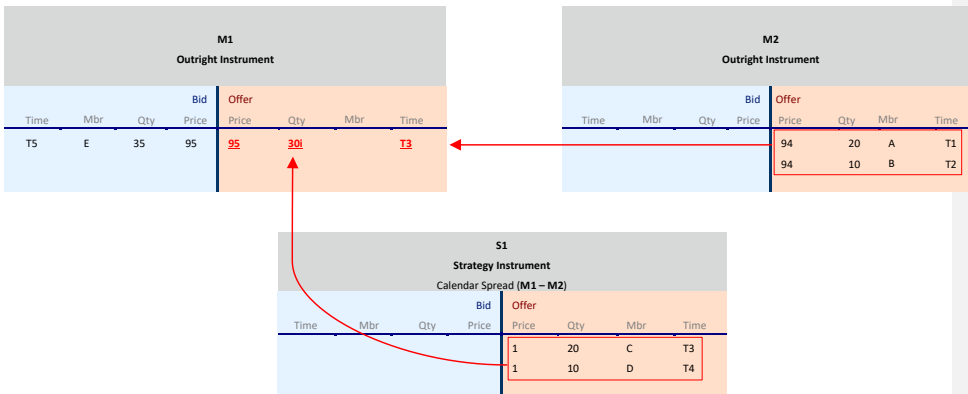 M1
Outright Instrument
Bid Offer
Time Mbr Qty Price Price Qty Mbr Time
T5 E 35 95 95 30i T3
M2
Outright Instrument
Bid Offer
Time Mbr Qty Price Price Qty Mbr Time
94 20 A T1
94 10 B T2
S1
Strategy Instrument
Calendar Spread (M1 – M2)
Bid Offer
Time Mbr Qty Price Price Qty Mbr Time
1 20 C T3
1 10 D T4